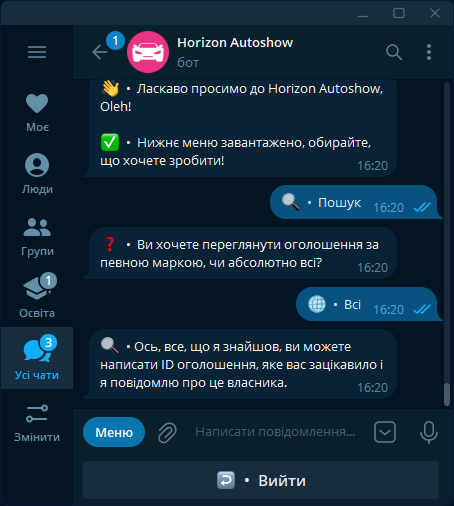 1
Horizon Autoshow
бот
👋 • Ласкаво просимо до Horizon Autoshow,
Oleh!
✅ • Нижнє меню завантажено, обирайте,
що хочете зробити!
16:20
🔍 • Пошук 16:20
❓ • Ви хочете переглянути оголошення за
певною маркою, чи абсолютно всі?
16:20
🌐 • Всі 16:20
🔍 • Ось, все, що я знайшов, ви можете
написати ID оголошення, яке вас зацікавило і
я повідомлю про це власника.
16:20
Моє
Люди
Групи
1
Освіта
3
Усі чати
Змінити
Меню
Написати повідомлення...
↩️ • Вийти